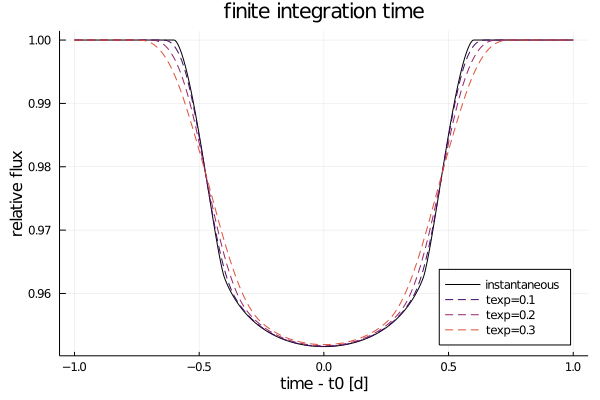 finite integration time
1.00
0.99
0.98
0.97
0.96
relative flux
instantaneous
texp=0.1
texp=0.2
texp=0.3
−1.0 −0.5 0.0 0.5 1.0
time - t0 [d]